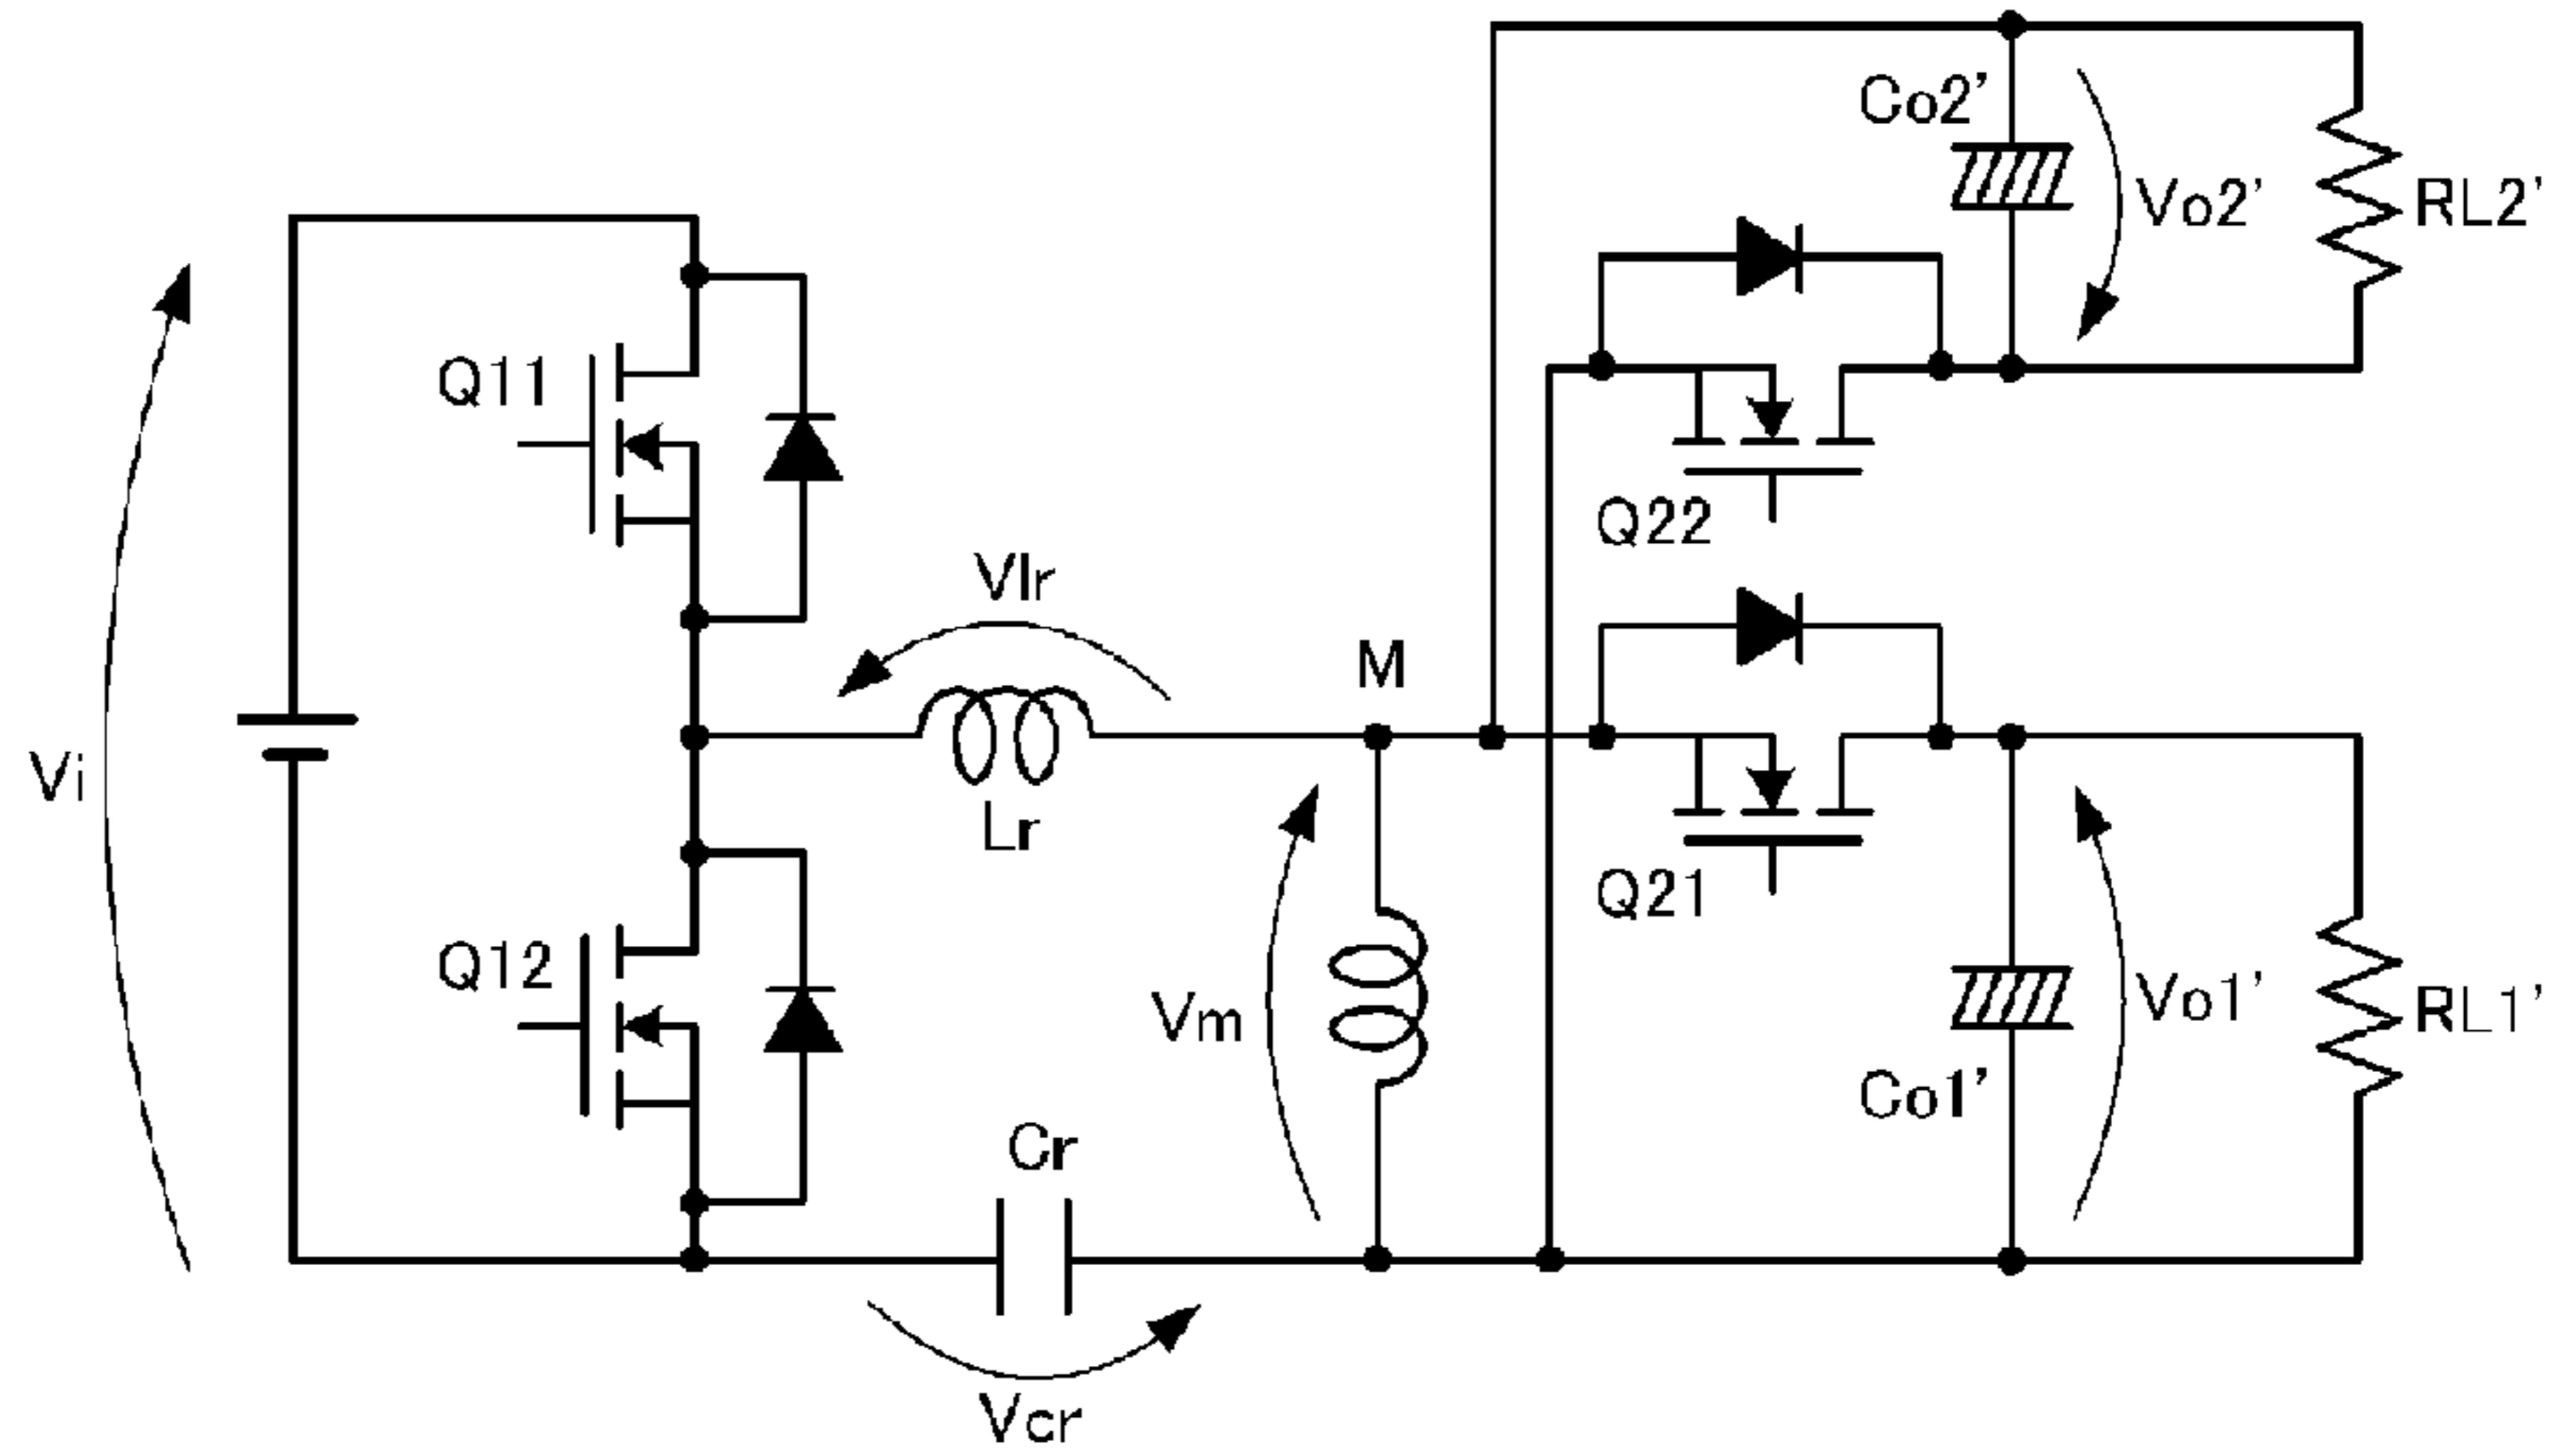 Co2’
Vo2’
RL2’
Q11
Q22
Vlr
M
Vi
Lr
Q21
Q12
Vm
Vo1’
RL1’
Co1’
Cr
Vcr